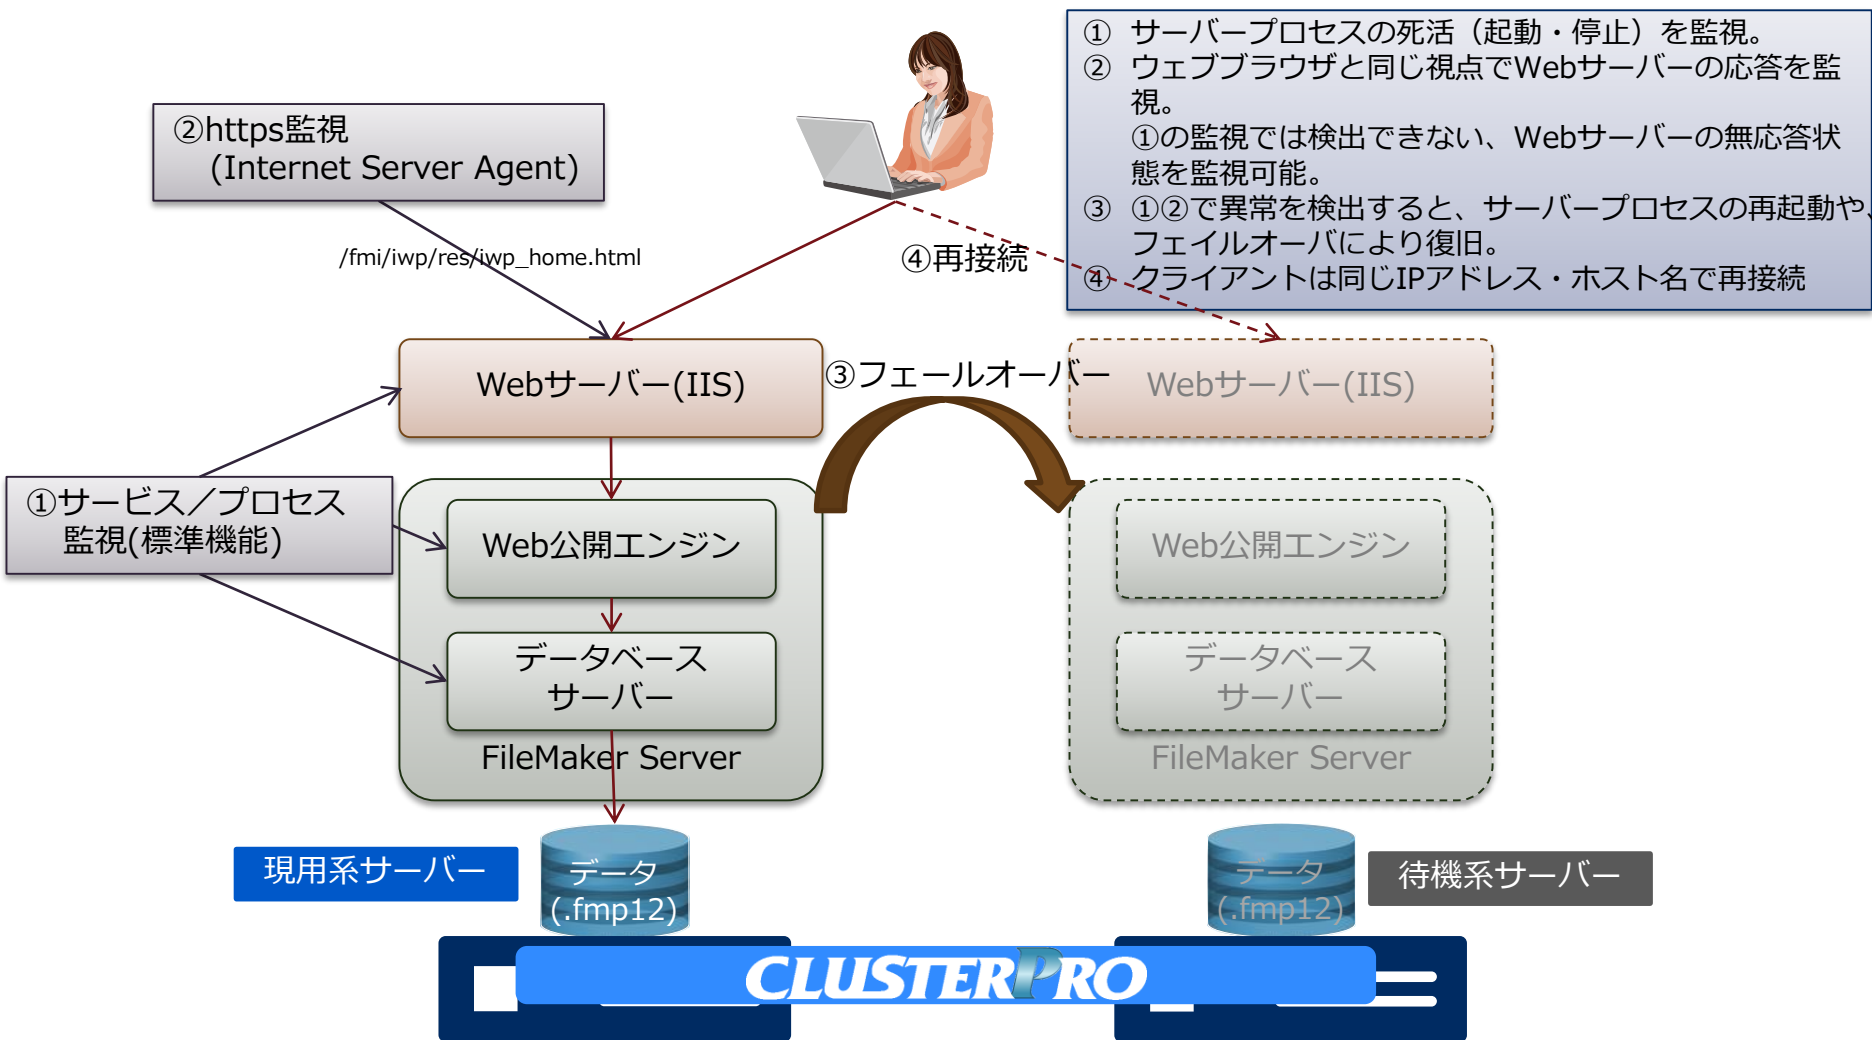 ① サーバープロセスの死活（起動・停止）を監視。
② ウェブブラウザと同じ視点でWebサーバーの応答を監
視。
①の監視では検出できない、Webサーバーの無応答状
態を監視可能。
③ ①②で異常を検出すると、サーバープロセスの再起動や、
フェイルオーバにより復旧。
④ クライアントは同じIPアドレス・ホスト名で再接続
②https監視
(Internet Server Agent)
/fmi/iwp/res/iwp_home.html
④再接続
Webサーバー(IIS)
③フェールオーバー
Webサーバー(IIS)
①サービス／プロセス
監視(標準機能)
Web公開エンジン
データベース
サーバー
FileMaker Server
Web公開エンジン
データベース
サーバー
FileMaker Server
現用系サーバー
データ
(.fmp12)
データ
(.fmp12)
待機系サーバー
CLUSTERPRO